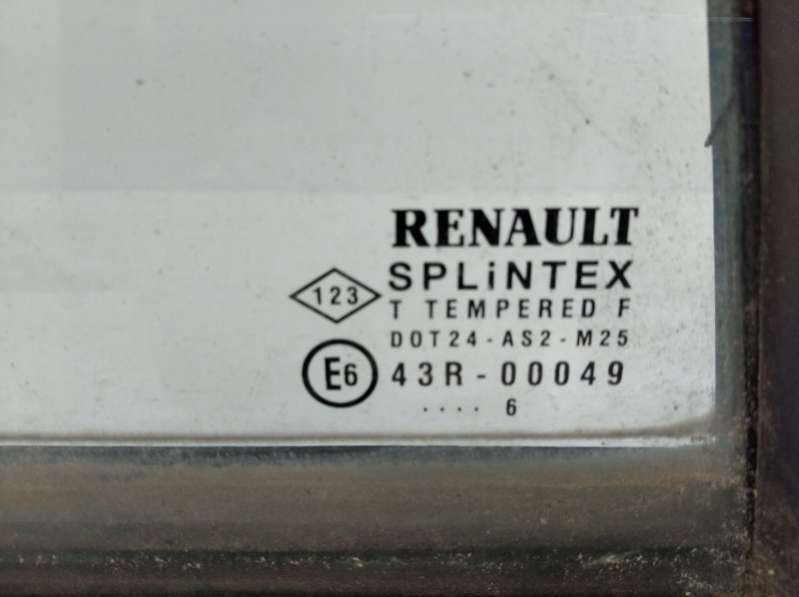 RENAULT
SPLiNTEX
123
T TEMPERED F
DOT24-AS2-M25
E6
43R-00049
.... 6